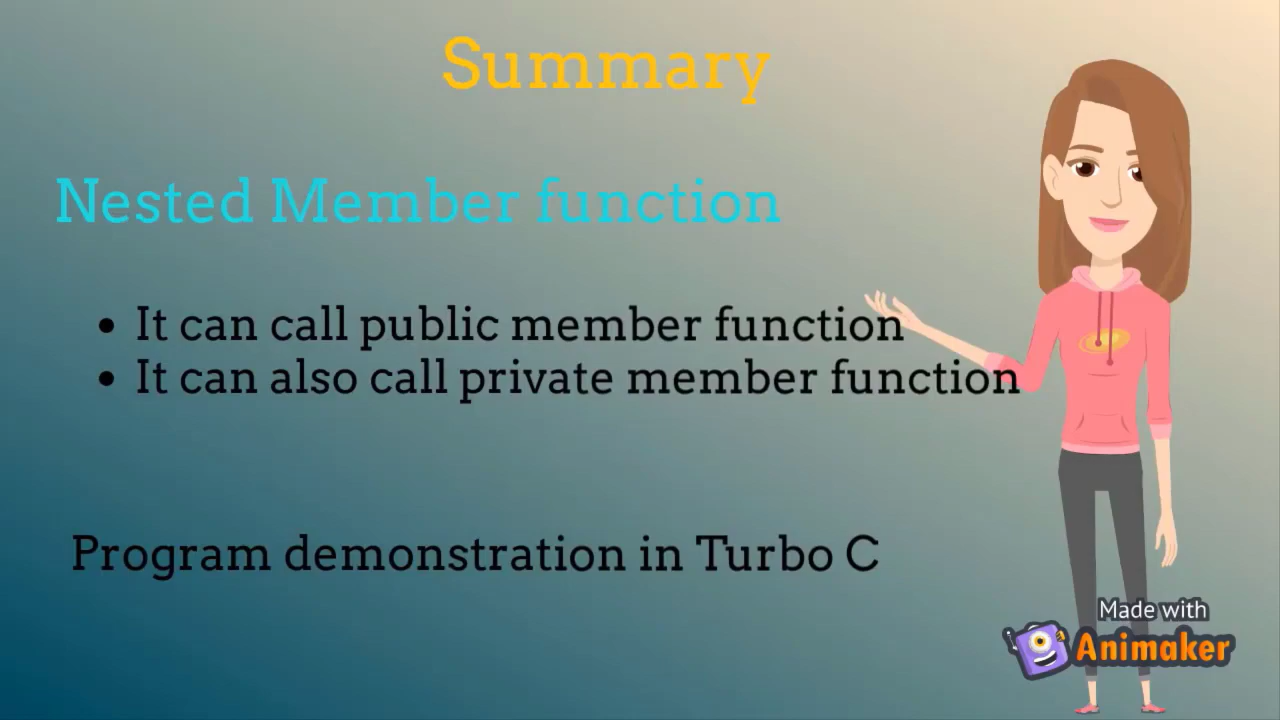 Summary
Nested Member function
• It can call public member function
• It can also call private member function
Program demonstration in Turbo C
Made with
Animaker